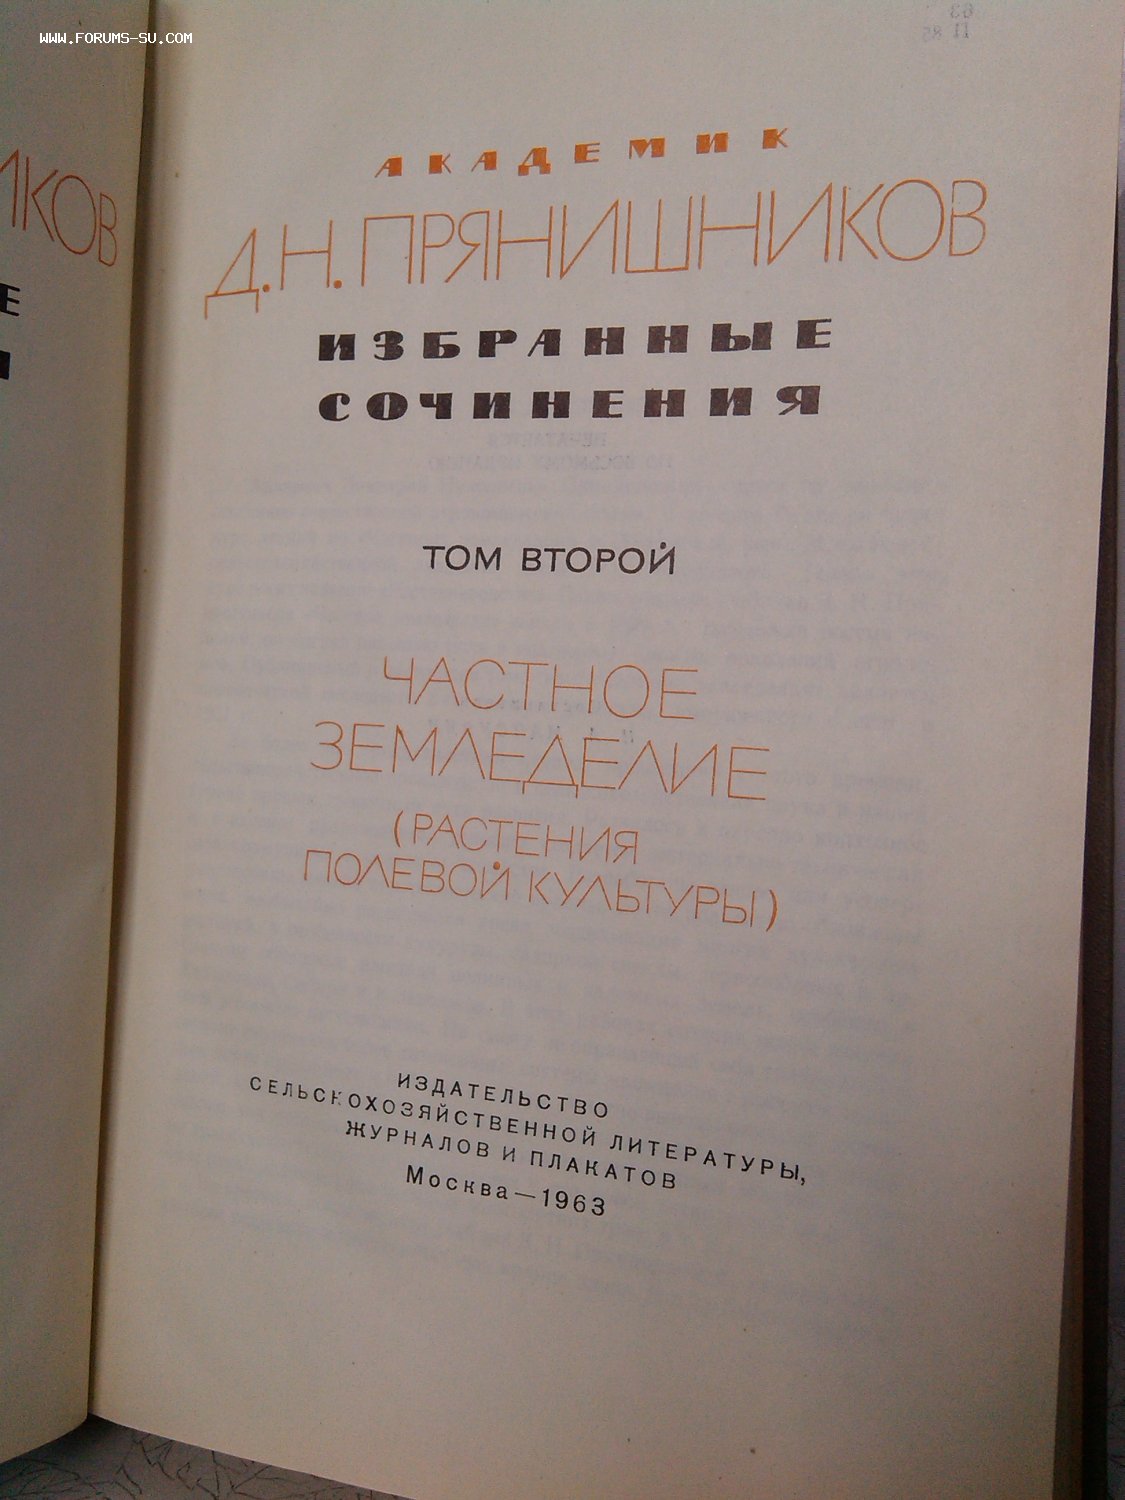 WWW.FORUMS-SU.COM
ИКОВ
Е
АКАДЕМИК
Д.Н.ПРЯНИШНИКОВ
ИЗБРАННЫЕ
СОЧИНЕНИЯ
ТОМ ВТОРОЙ
ЧАСТНОЕ
ЗЕМЛЕДЕЛИЕ
(РАСТЕНИЯ
ПОЛЕВОЙ КУЛЬТУРЫ)
ИЗДАТЕЛЬСТВО
СЕЛЬСКОХОЗЯЙСТВЕННОЙ ЛИТЕРАТУРЫ,
ЖУРНАЛОВ И ПЛАКАТОВ
Москва—1963